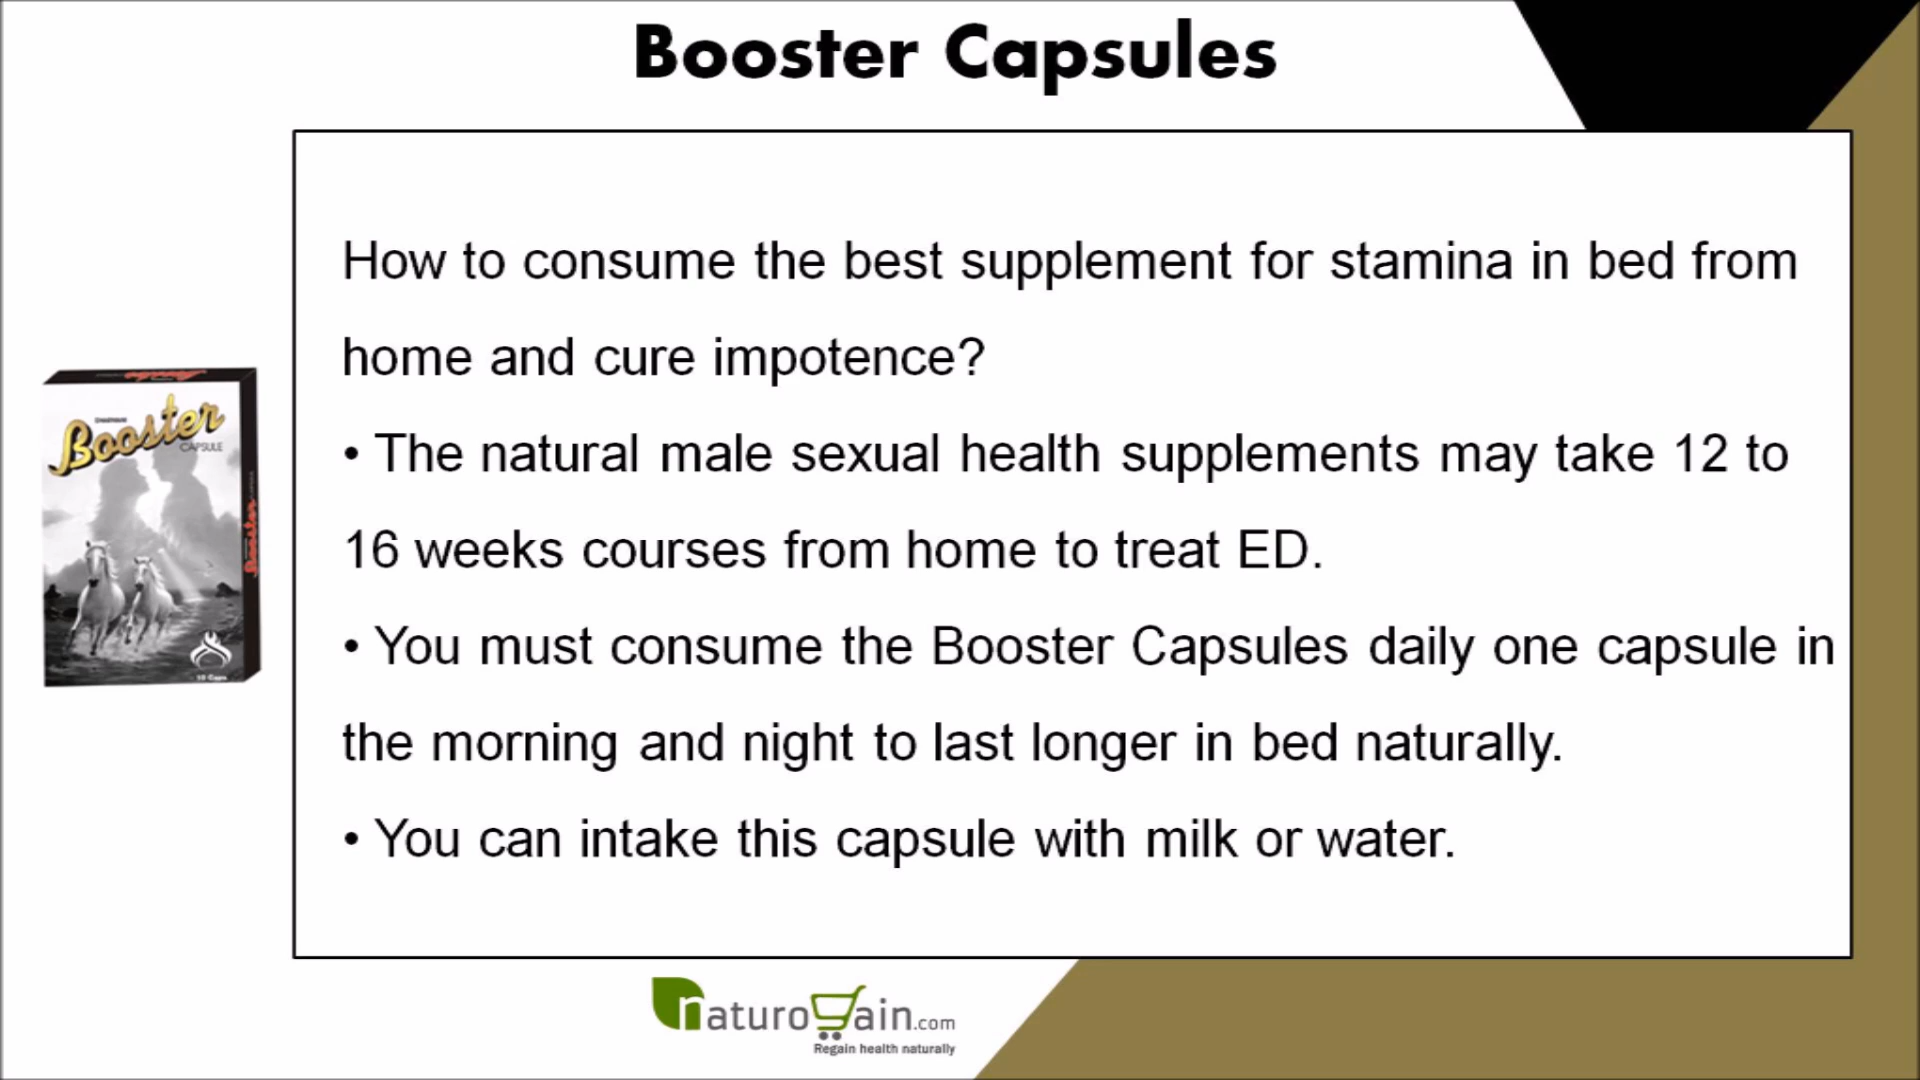 Booster Capsules
How to consume the best supplement for stamina in bed from
home and cure impotence?
• The natural male sexual health supplements may take 12 to
16 weeks courses from home to treat ED.
• You must consume the Booster Capsules daily one capsule in
the morning and night to last longer in bed naturally.
• You can intake this capsule with milk or water.
Booster
CAPSULE
Booster
10 Caps
naturogain.com
Regain health naturally